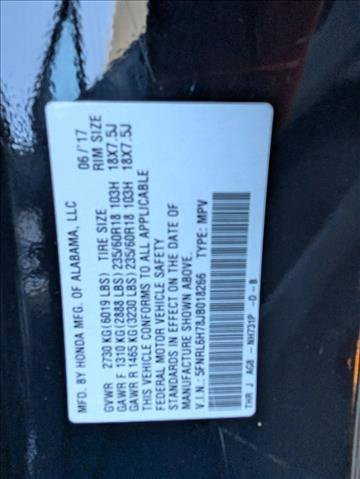 MFD. BY HONDA MFG. OF ALABAMA, LLC 06/'17
GVWR 2730 KG(6019 LBS) TIRE SIZE RIM SIZE
GAWR F 1310 KG(2888 LBS) 235/60R18 103H 18X7.5J
GAWR R 1465 KG(3230 LBS) 235/60R18 103H 18X7.5J
THIS VEHICLE CONFORMS TO ALL APPLICABLE
FEDERAL MOTOR VEHICLE SAFETY
STANDARDS IN EFFECT ON THE DATE OF
MANUFACTURE SHOWN ABOVE.
V.I.N.: 5FNRL6H78JB018266 TYPE: MPV
THR J AG8 - NH731P -D -B